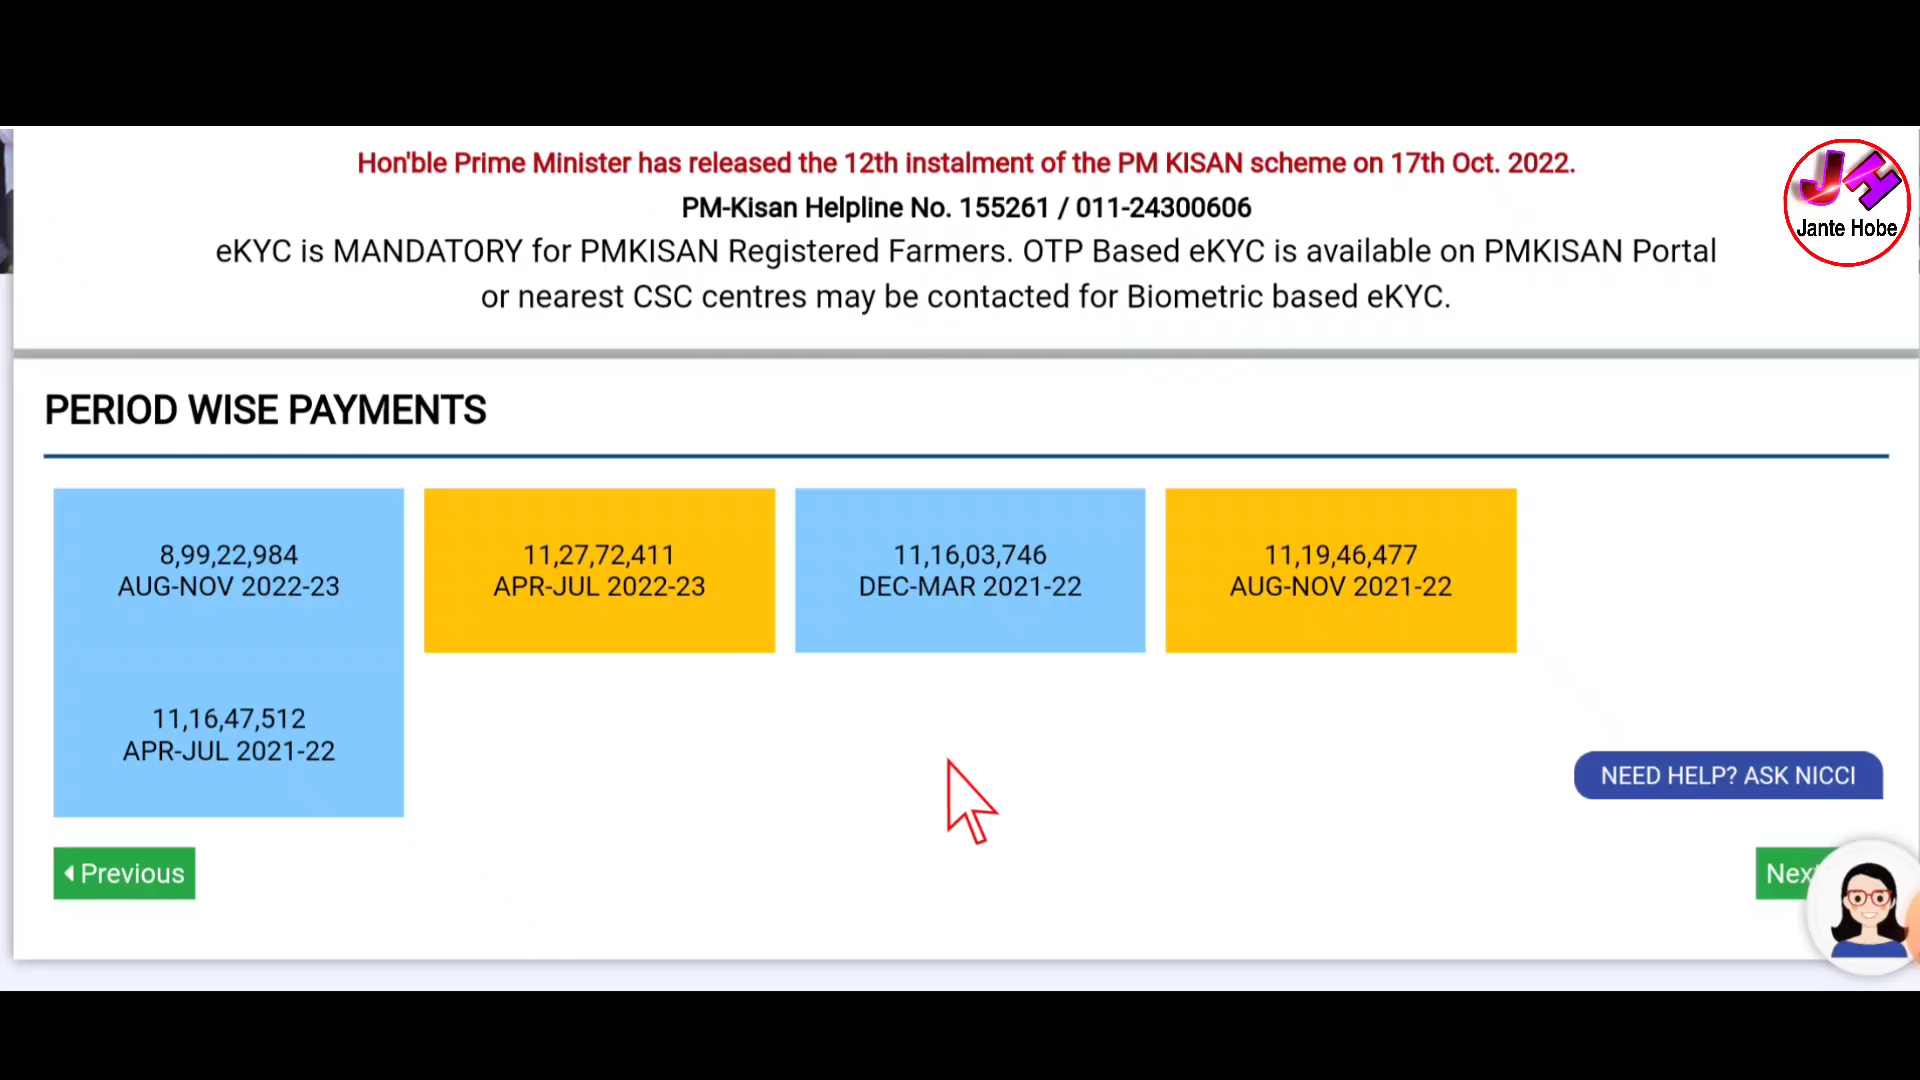 Hon'ble Prime Minister has released the 12th instalment of the PM KISAN scheme on 17th Oct. 2022.
PM-Kisan Helpline No. 155261 / 011-24300606
eKYC is MANDATORY for PMKISAN Registered Farmers. OTP Based eKYC is available on PMKISAN Portal
or nearest CSC centres may be contacted for Biometric based eKYC.
JH
Jante Hobe
PERIOD WISE PAYMENTS
8,99,22,984
AUG-NOV 2022-23
11,27,72,411
APR-JUL 2022-23
11,16,03,746
DEC-MAR 2021-22
11,19,46,477
AUG-NOV 2021-22
11,16,47,512
APR-JUL 2021-22
NEED HELP? ASK NICCI
Previous
Nex